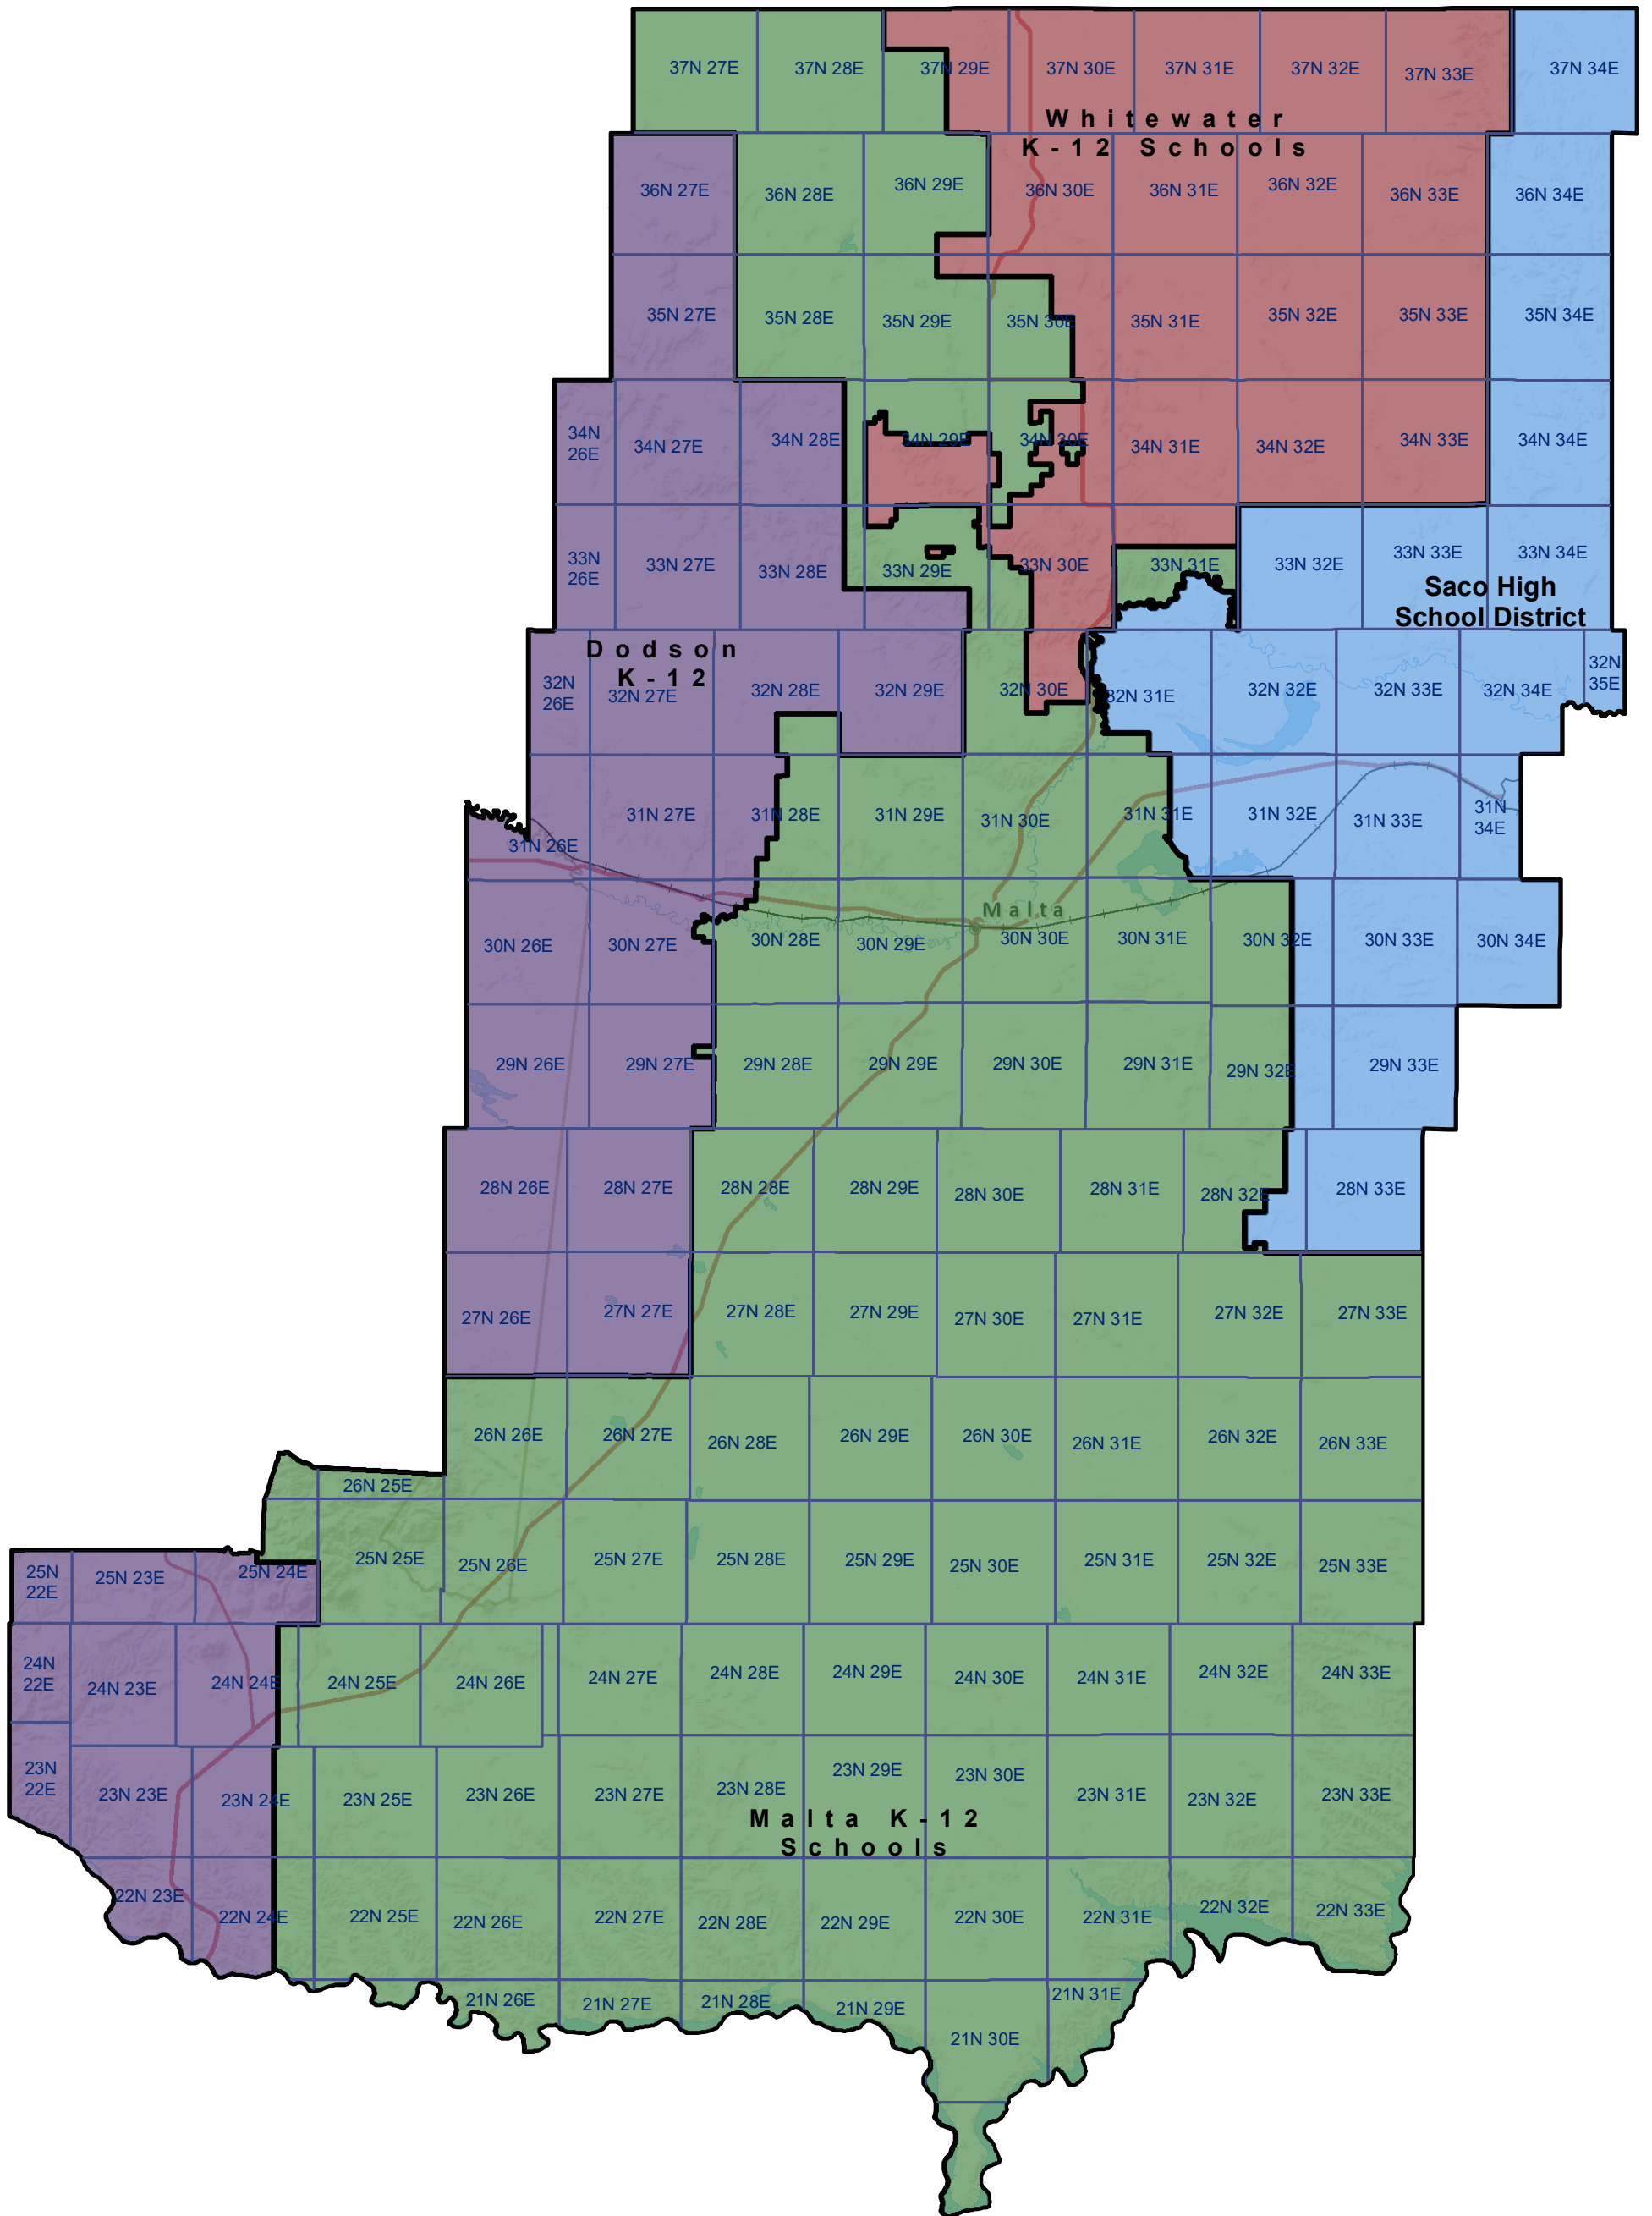 37N 27E
37N 28E
37N 29E
37N 30E
37N 31E
37N 32E
37N 33E
37N 34E
Whitewater
K-12 Schools
36N 27E
36N 28E
36N 29E
36N 30E
36N 31E
36N 32E
36N 33E
36N 34E
35N 27E
35N 28E
35N 29E
35N 30E
35N 31E
35N 32E
35N 33E
35N 34E
34N
26E
34N 27E
34N 28E
34N 29E
34N 30E
34N 31E
34N 32E
34N 33E
34N 34E
33N
26E
33N 27E
33N 28E
33N 29E
33N 30E
33N 31E
33N 32E
33N 33E
33N 34E
Saco High
School District
Dodson
K-12
32N
26E
32N 27E
32N 28E
32N 29E
32N 30E
32N 31E
32N 32E
32N 33E
32N 34E
32N
35E
31N 26E
31N 27E
31N 28E
31N 29E
31N 30E
31N 31E
31N 32E
31N 33E
31N
34E
Malta
30N 26E
30N 27E
30N 28E
30N 29E
30N 30E
30N 31E
30N 32E
30N 33E
30N 34E
29N 26E
29N 27E
29N 28E
29N 29E
29N 30E
29N 31E
29N 32E
29N 33E
28N 26E
28N 27E
28N 28E
28N 29E
28N 30E
28N 31E
28N 32E
28N 33E
27N 26E
27N 27E
27N 28E
27N 29E
27N 30E
27N 31E
27N 32E
27N 33E
26N 25E
26N 26E
26N 27E
26N 28E
26N 29E
26N 30E
26N 31E
26N 32E
26N 33E
25N
22E
25N 23E
25N 24E
25N 25E
25N 26E
25N 27E
25N 28E
25N 29E
25N 30E
25N 31E
25N 32E
25N 33E
24N
22E
24N 23E
24N 24E
24N 25E
24N 26E
24N 27E
24N 28E
24N 29E
24N 30E
24N 31E
24N 32E
24N 33E
23N
22E
23N 23E
23N 24E
23N 25E
23N 26E
23N 27E
23N 28E
23N 29E
23N 30E
23N 31E
23N 32E
23N 33E
Malta K-12
Schools
22N 23E
22N 24E
22N 25E
22N 26E
22N 27E
22N 28E
22N 29E
22N 30E
22N 31E
22N 32E
22N 33E
21N 26E
21N 27E
21N 28E
21N 29E
21N 30E
21N 31E